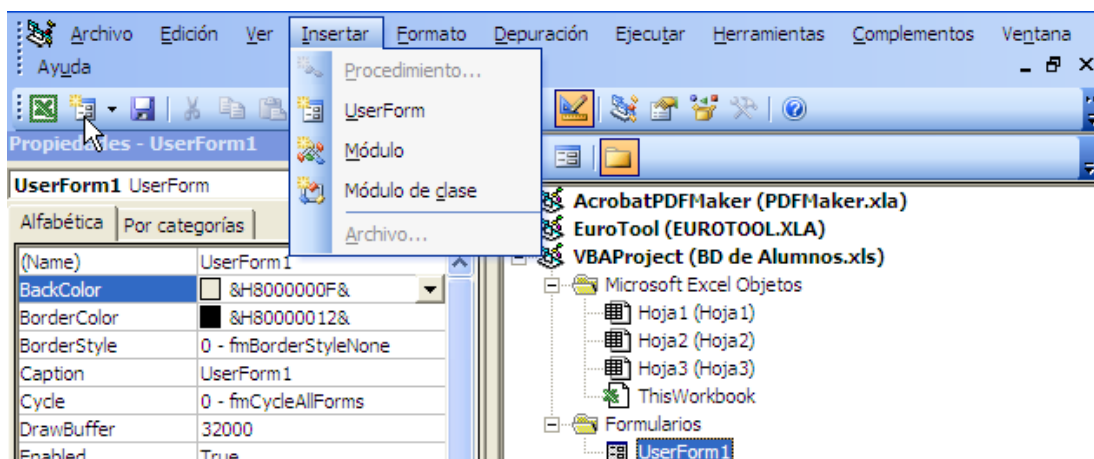 Archivo Edición Ver Insertar Formato Depuración Ejecutar Herramientas Complementos Ventana
Ayuda
Procedimiento...
UserForm
Módulo
Módulo de clase
Archivo...
Propiedades - UserForm1
UserForm1 UserForm
Alfabética Por categorías
(Name) UserForm1
BackColor &H8000000F&
BorderColor &H80000012&
BorderStyle 0 - fmBorderStyleNone
Caption UserForm1
Cycle 0 - fmCycleAllForms
DrawBuffer 32000
Enabled True
AcrobatPDFMaker (PDFMaker.xla)
EuroTool (EUROTOOL.XLA)
VBAProject (BD de Alumnos.xls)
Microsoft Excel Objetos
Hoja1 (Hoja1)
Hoja2 (Hoja2)
Hoja3 (Hoja3)
ThisWorkbook
Formularios
UserForm1